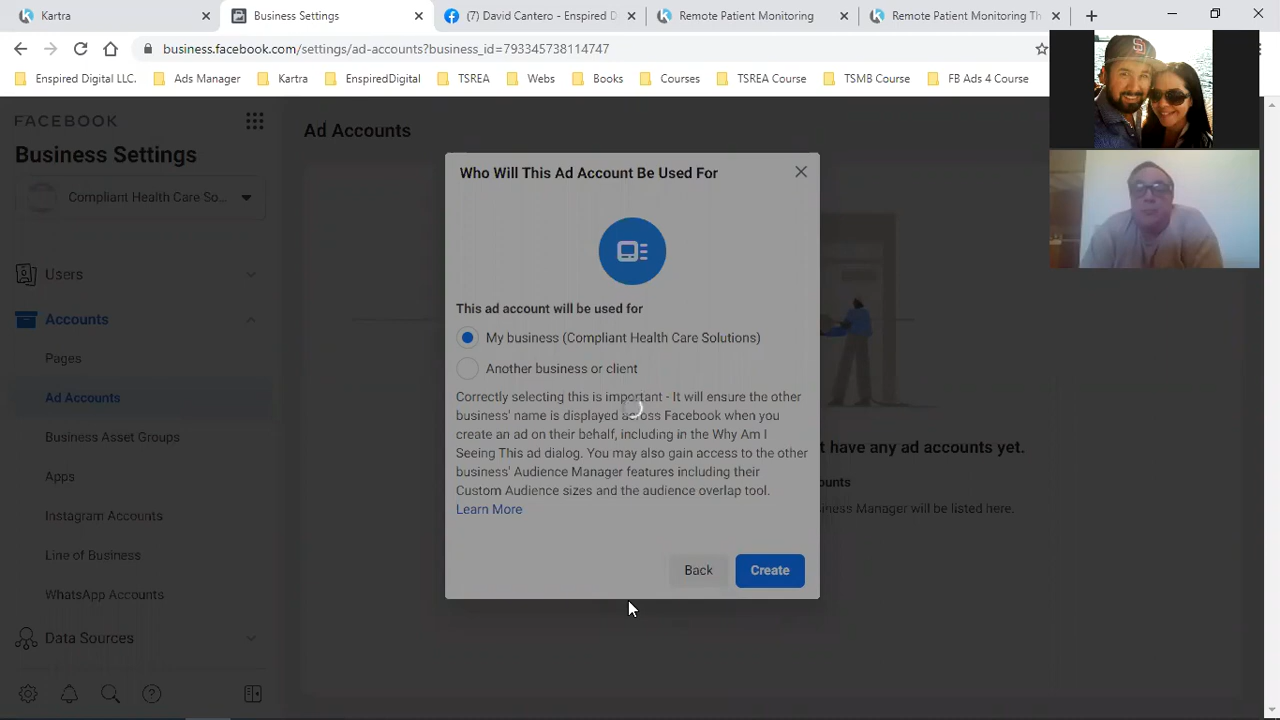 Kartra
Business Settings
(7) David Cantero - Enspired D
Remote Patient Monitoring
Remote Patient Monitoring Th
business.facebook.com/settings/ad-accounts?business_id=793345738114747
Enspired Digital LLC.
Ads Manager
Kartra
EnspiredDigital
TSREA
Webs
Books
Courses
TSREA Course
TSMB Course
FB Ads 4 Course
FACEBOOK
Business Settings
Compliant Health Care So...
Users
Accounts
Pages
Ad Accounts
Business Asset Groups
Apps
Instagram Accounts
Line of Business
WhatsApp Accounts
Data Sources
Ad Accounts
Who Will This Ad Account Be Used For
This ad account will be used for
My business (Compliant Health Care Solutions)
Another business or client
Correctly selecting this is important - It will ensure the other
business' name is displayed across Facebook when you
create an ad on their behalf, including in the Why Am I
Seeing This ad dialog. You may also gain access to the other
business' Audience Manager features including their
Custom Audience sizes and the audience overlap tool.
Learn More
Back
Create
t have any ad accounts yet.
ounts
siness Manager will be listed here.